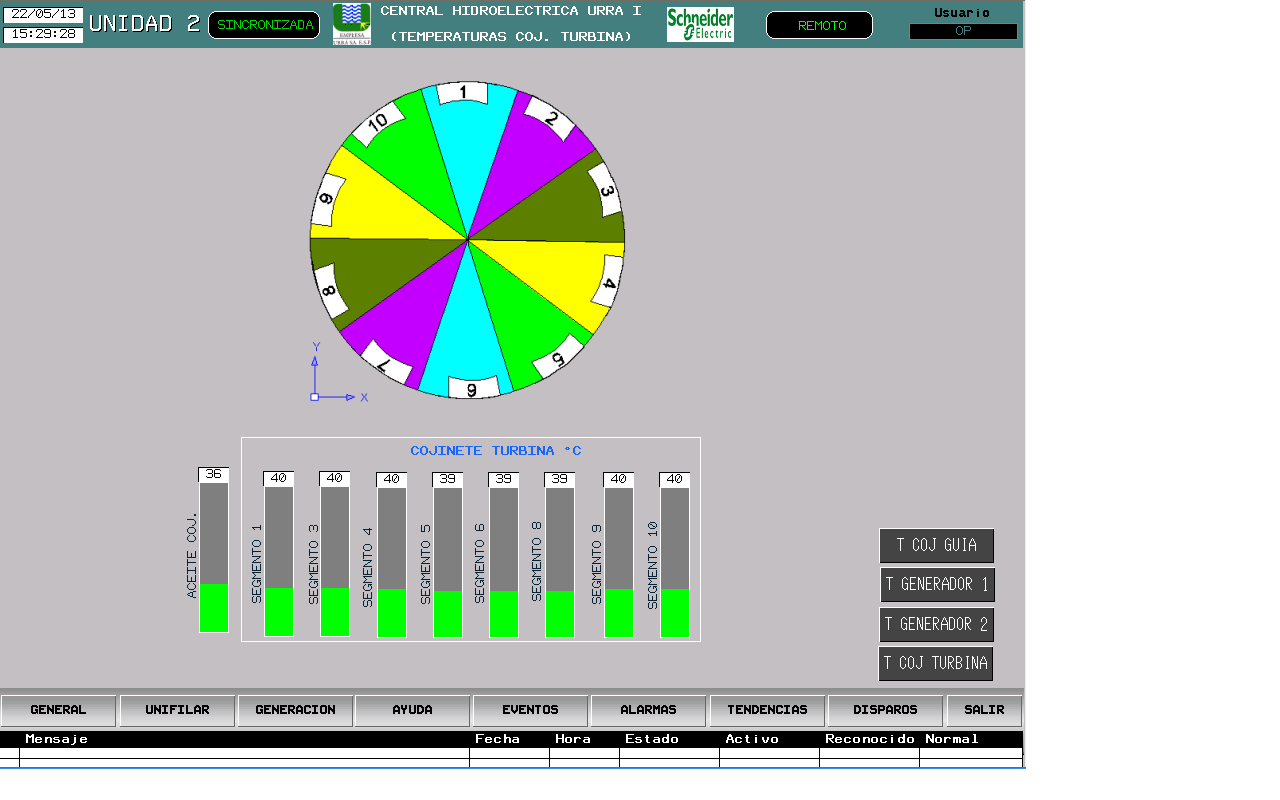 22/05/13
15:29:28
UNIDAD 2
SINCRONIZADA
EMPRESA
URRÁ S.A. E.S.P.
CENTRAL HIDROELECTRICA URRA I
(TEMPERATURAS COJ. TURBINA)
Schneider
Electric
REMOTO
Usuario
OP
1
2
3
4
5
6
7
8
9
10
Y
X
COJINETE TURBINA °C
36
40
40
40
39
39
39
40
40
ACEITE COJ.
SEGMENTO 1
SEGMENTO 3
SEGMENTO 4
SEGMENTO 5
SEGMENTO 6
SEGMENTO 8
SEGMENTO 9
SEGMENTO 10
T COJ GUIA
T GENERADOR 1
T GENERADOR 2
T COJ TURBINA
GENERAL UNIFILAR GENERACION AYUDA EVENTOS ALARMAS TENDENCIAS DISPAROS SALIR
Mensaje Fecha Hora Estado Activo Reconocido Normal